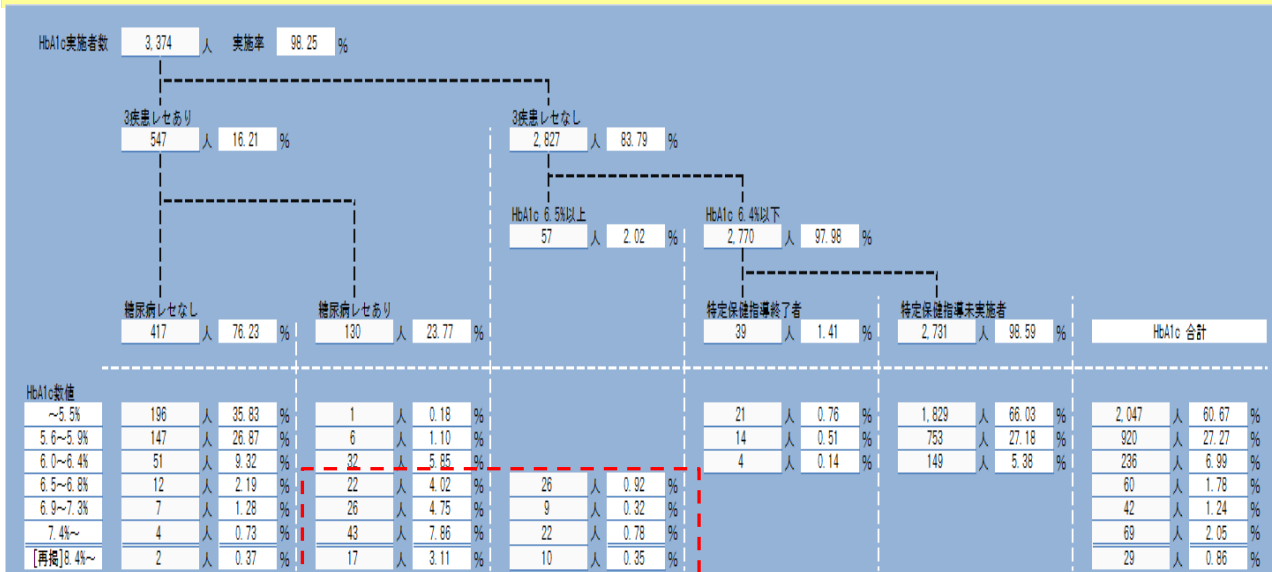 HbA1c実施者数 3,374 人 実施率 98.25 %
3疾患レセあり 3疾患レセなし
547 人 16.21 % 2,827 人 83.79 %
HbA1c 6.5%以上 HbA1c 6.4%以下
57 人 2.02 % 2,770 人 97.98 %
糖尿病レセなし 糖尿病レセあり 特定保健指導終了者 特定保健指導未実施者
417 人 76.23 % 130 人 23.77 % 39 人 1.41 % 2,731 人 98.59 % HbA1c 合計
HbA1c数値
~5.5% 196 人 35.83 % 1 人 0.18 % 21 人 0.76 % 1,829 人 66.03 % 2,047 人 60.67 %
5.6~5.9% 147 人 26.87 % 6 人 1.10 % 14 人 0.51 % 753 人 27.18 % 920 人 27.27 %
6.0~6.4% 51 人 9.32 % 32 人 5.85 % 4 人 0.14 % 149 人 5.38 % 236 人 6.99 %
6.5~6.8% 12 人 2.19 % 22 人 4.02 % 26 人 0.92 % 60 人 1.78 %
6.9~7.3% 7 人 1.28 % 26 人 4.75 % 9 人 0.32 % 42 人 1.24 %
7.4%~ 4 人 0.73 % 43 人 7.86 % 22 人 0.78 % 69 人 2.05 %
[再掲]8.4%~ 2 人 0.37 % 17 人 3.11 % 10 人 0.35 % 29 人 0.86 %